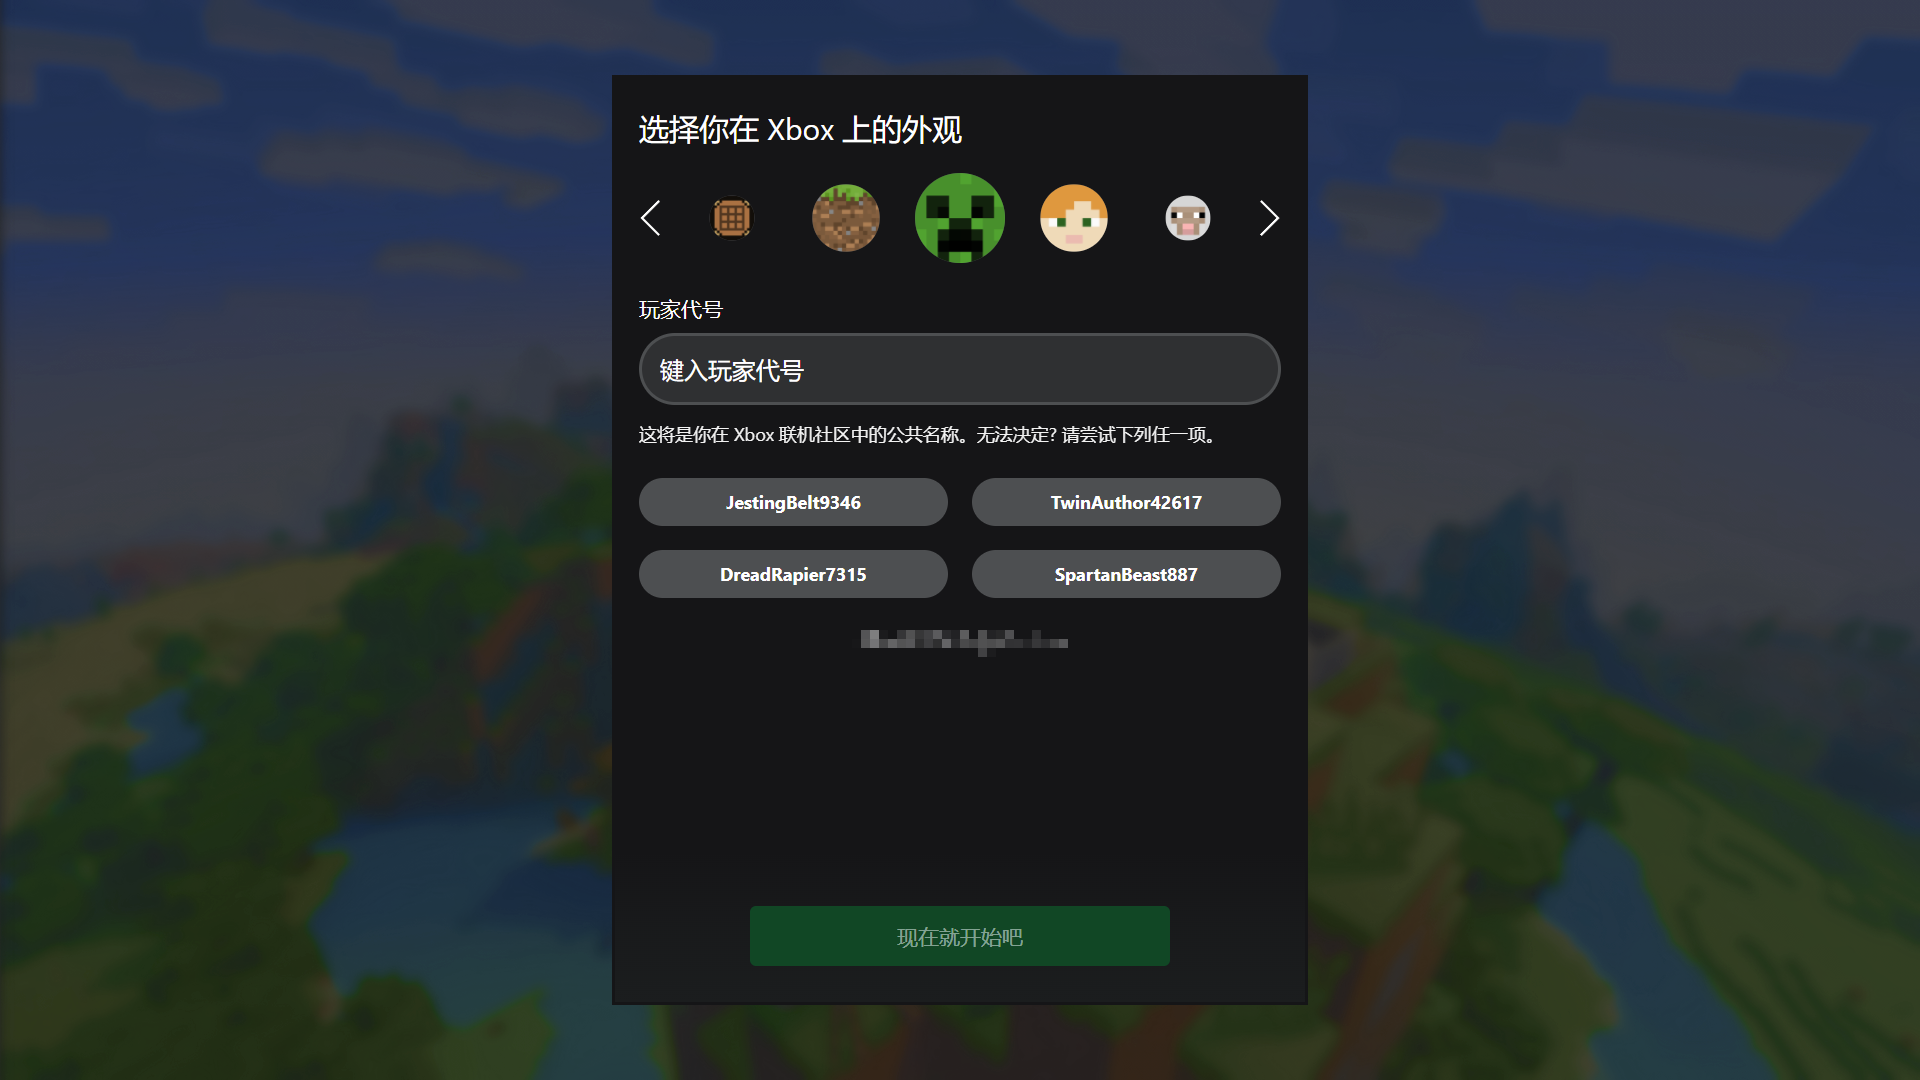 选择你在 Xbox 上的外观
玩家代号
键入玩家代号
这将是你在 Xbox 联机社区中的公共名称。无法决定? 请尝试下列任一项。
JestingBelt9346
TwinAuthor42617
DreadRapier7315
SpartanBeast887
现在就开始吧